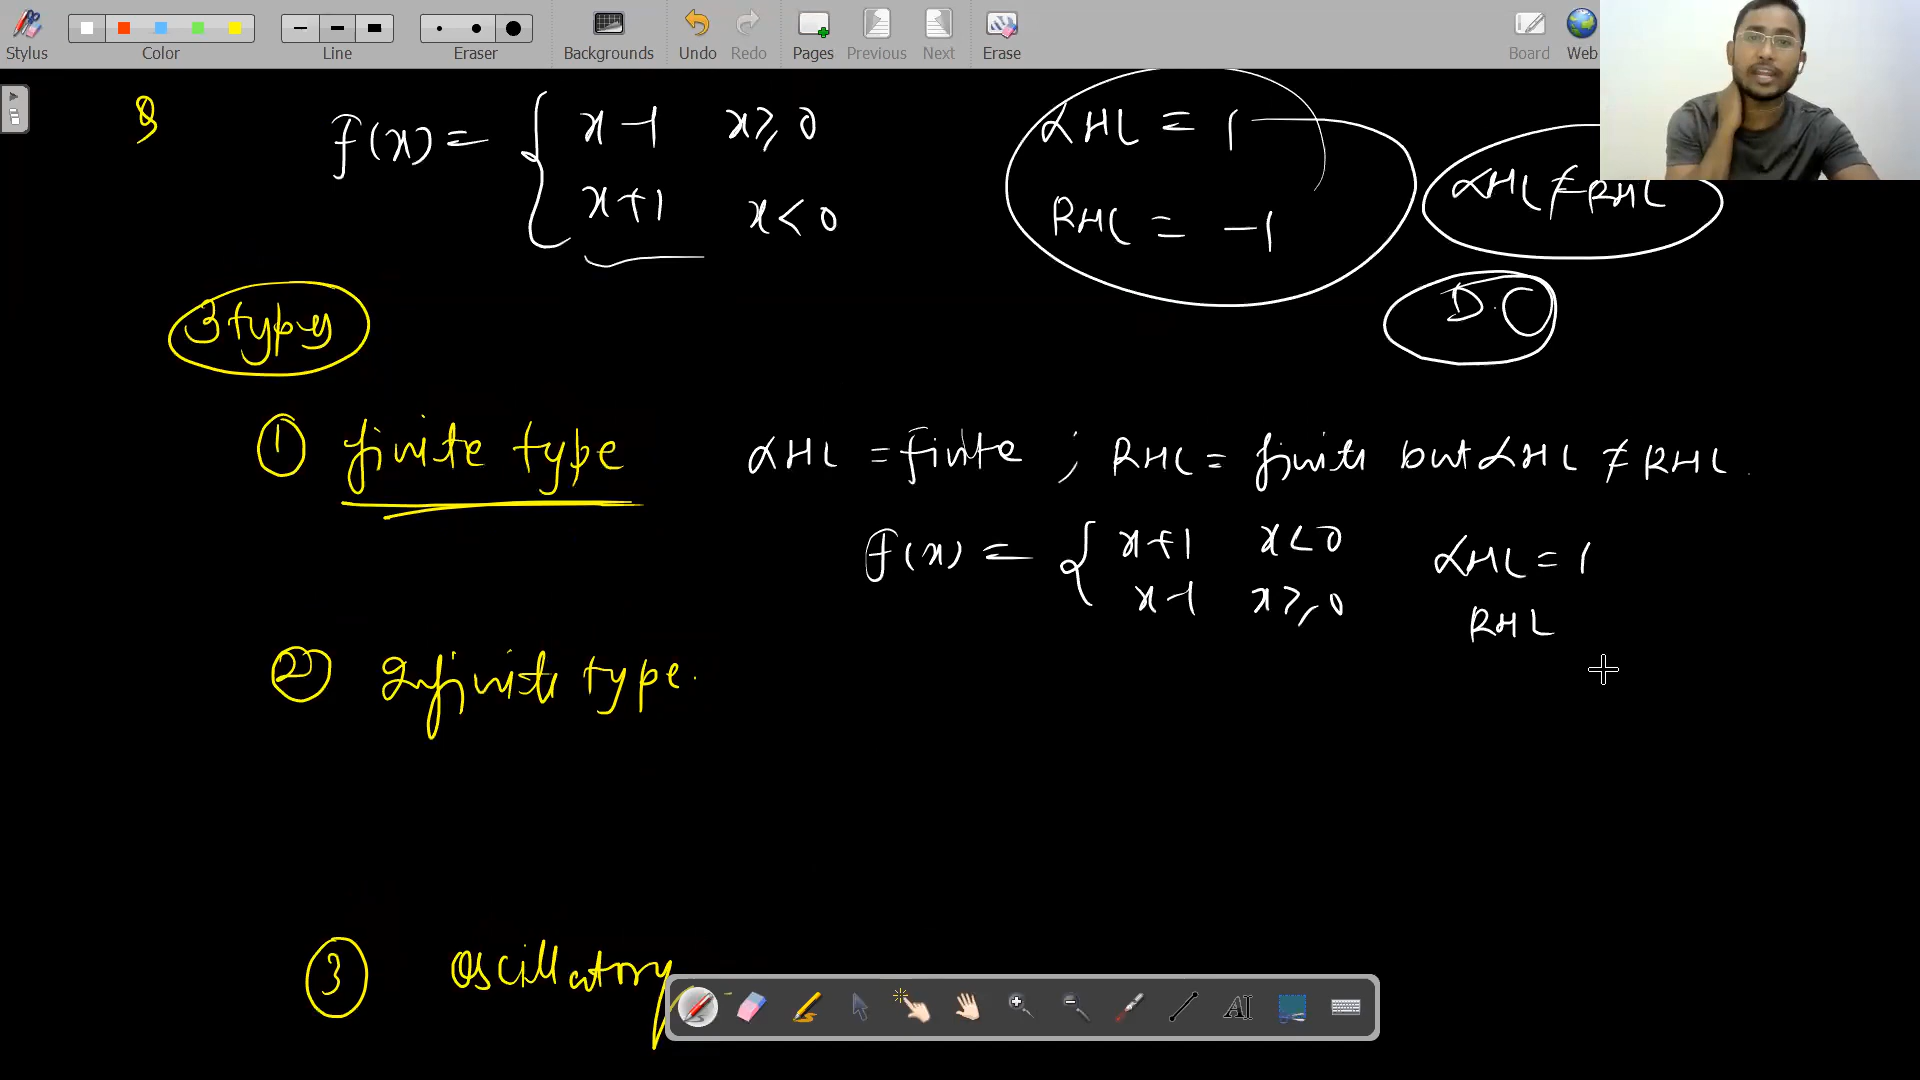 Stylus Color Line Eraser Backgrounds Undo Redo Pages Previous Next Erase Board Web
f(x) = { x-1 x≥0
x+1 x<0
LHL = 1
RHL = -1
LHL ≠ RHL
D.C
3 types
① finite type LHL = finite ; RHL = finite but LHL ≠ RHL.
f(x) = { x+1 x<0
x-1 x≥0
LHL = 1
RHL
② Infinite type.
③ oscillatory
AI